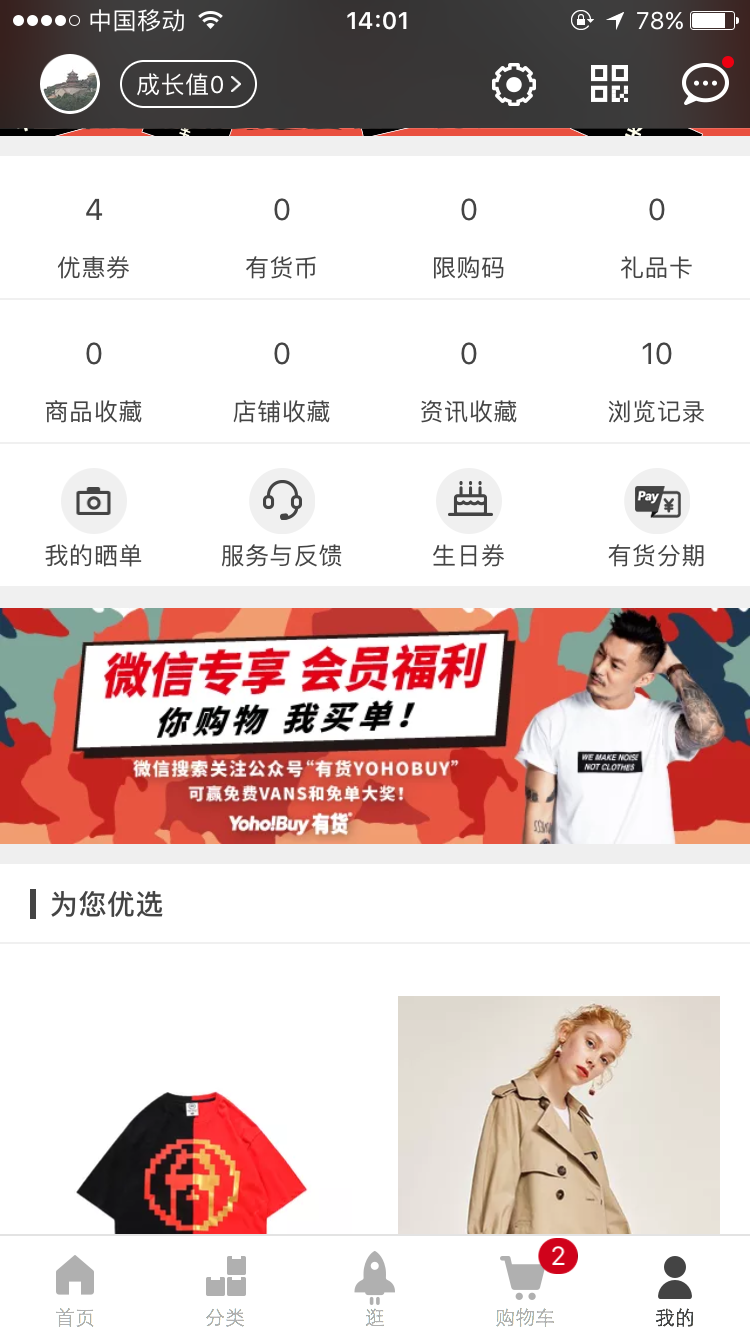 中国移动 14:01 78%
成长值0
4 0 0 0
优惠券 有货币 限购码 礼品卡
0 0 0 10
商品收藏 店铺收藏 资讯收藏 浏览记录
Pay ¥
我的晒单 服务与反馈 生日券 有货分期
微信专享 会员福利
你购物 我买单!
WE MAKE NOISE
NOT CLOTHES
微信搜索关注公众号“有货YOHOBUY”
可赢免费VANS和免单大奖!
Yoho!Buy 有货
为您优选
2
首页 分类 逛 购物车 我的